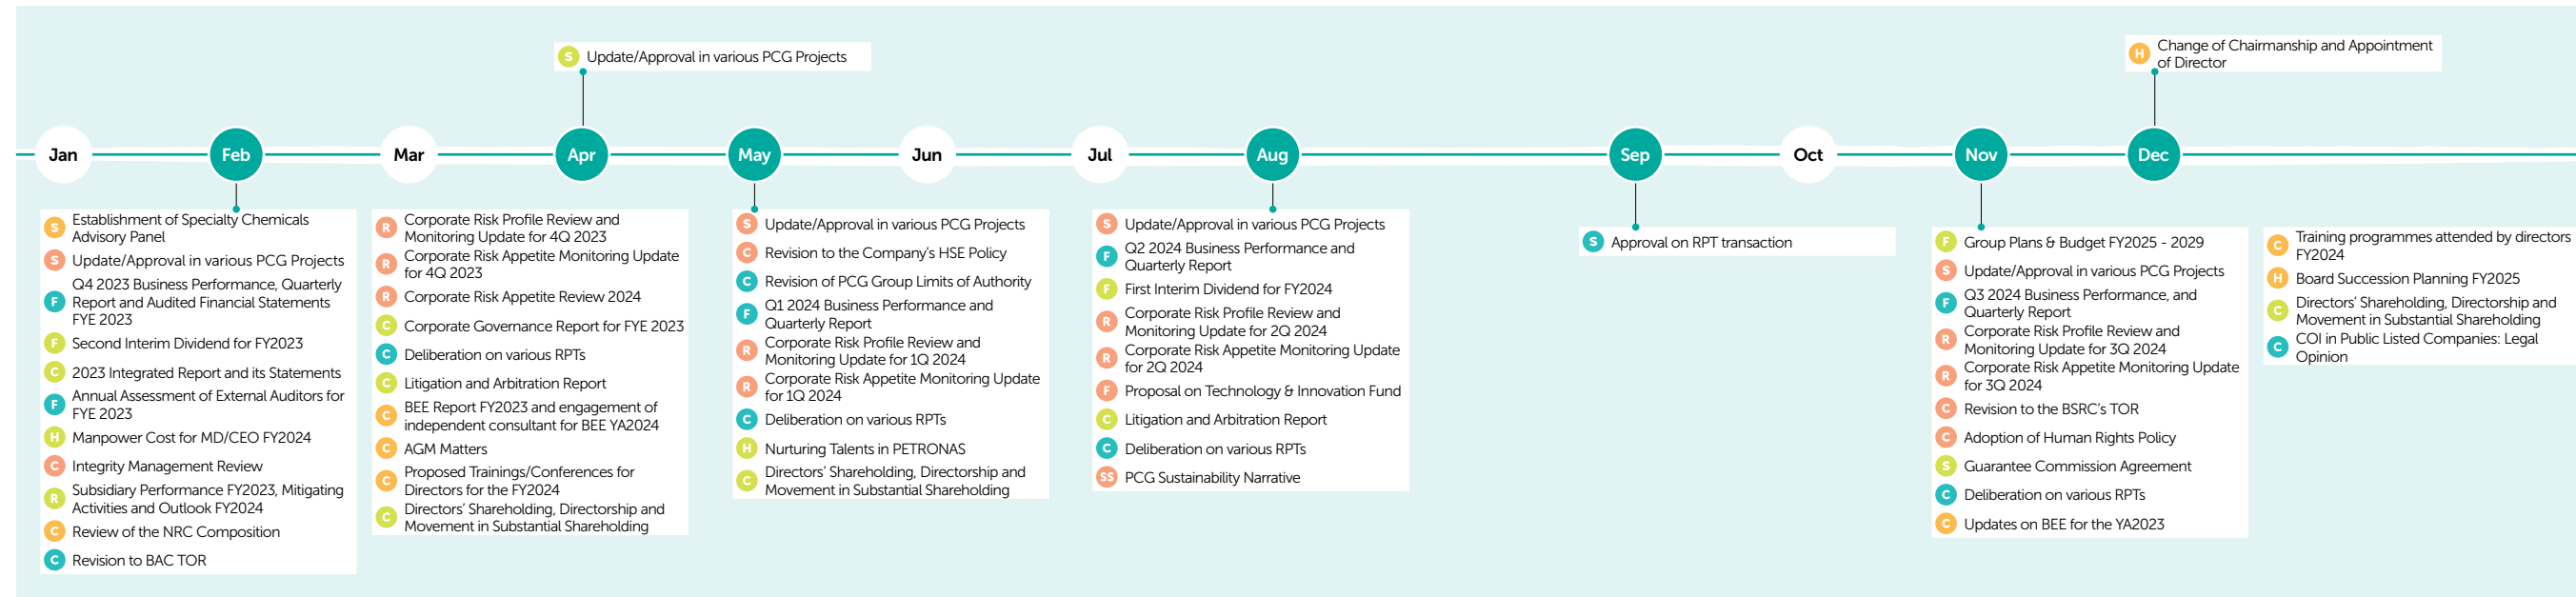 S Update/Approval in various PCG Projects
H Change of Chairmanship and Appointment
of Director
Jan
Feb
Mar
Apr
May
Jun
Jul
Aug
Sep
Oct
Nov
Dec
S Establishment of Specialty Chemicals
Advisory Panel
S Update/Approval in various PCG Projects
F Q4 2023 Business Performance, Quarterly
Report and Audited Financial Statements
FYE 2023
F Second Interim Dividend for FY2023
C 2023 Integrated Report and its Statements
F Annual Assessment of External Auditors for
FYE 2023
H Manpower Cost for MD/CEO FY2024
C Integrity Management Review
R Subsidiary Performance FY2023, Mitigating
Activities and Outlook FY2024
C Review of the NRC Composition
C Revision to BAC TOR
R Corporate Risk Profile Review and
Monitoring Update for 4Q 2023
R Corporate Risk Appetite Monitoring Update
for 4Q 2023
R Corporate Risk Appetite Review 2024
C Corporate Governance Report for FYE 2023
C Deliberation on various RPTs
C Litigation and Arbitration Report
C BEE Report FY2023 and engagement of
independent consultant for BEE YA2024
C AGM Matters
C Proposed Trainings/Conferences for
Directors for the FY2024
C Directors' Shareholding, Directorship and
Movement in Substantial Shareholding
S Update/Approval in various PCG Projects
C Revision to the Company's HSE Policy
C Revision of PCG Group Limits of Authority
F Q1 2024 Business Performance and
Quarterly Report
R Corporate Risk Profile Review and
Monitoring Update for 1Q 2024
R Corporate Risk Appetite Monitoring Update
for 1Q 2024
C Deliberation on various RPTs
H Nurturing Talents in PETRONAS
C Directors' Shareholding, Directorship and
Movement in Substantial Shareholding
S Update/Approval in various PCG Projects
F Q2 2024 Business Performance and
Quarterly Report
F First Interim Dividend for FY2024
R Corporate Risk Profile Review and
Monitoring Update for 2Q 2024
R Corporate Risk Appetite Monitoring Update
for 2Q 2024
F Proposal on Technology & Innovation Fund
C Litigation and Arbitration Report
C Deliberation on various RPTs
SS PCG Sustainability Narrative
S Approval on RPT transaction
F Group Plans & Budget FY2025 - 2029
S Update/Approval in various PCG Projects
F Q3 2024 Business Performance, and
Quarterly Report
R Corporate Risk Profile Review and
Monitoring Update for 3Q 2024
R Corporate Risk Appetite Monitoring Update
for 3Q 2024
C Revision to the BSRC's TOR
C Adoption of Human Rights Policy
S Guarantee Commission Agreement
C Deliberation on various RPTs
C Updates on BEE for the YA2023
C Training programmes attended by directors
FY2024
H Board Succession Planning FY2025
C Directors' Shareholding, Directorship and
Movement in Substantial Shareholding
C COI in Public Listed Companies: Legal
Opinion